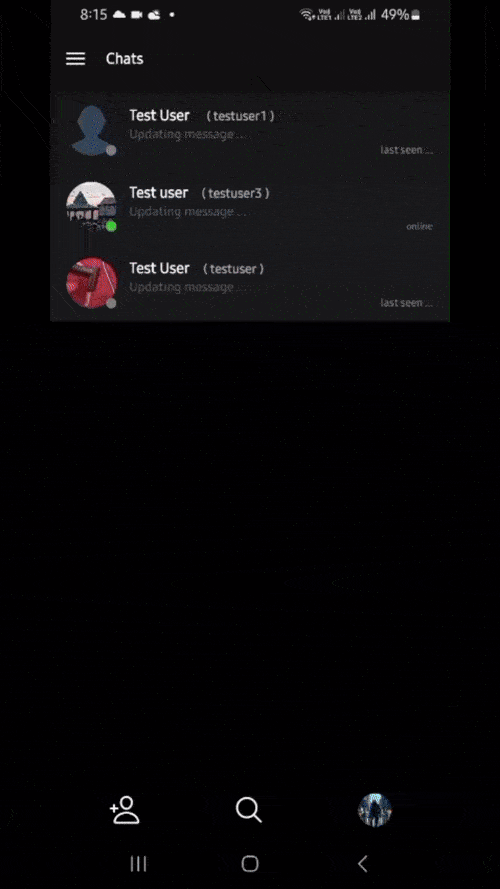 8:15 49%
Chats
Test User ( testuser1 )
Updating message ...
last seen ...
Test user ( testuser3 )
Updating message ...
online
Test User ( testuser )
Updating message ...
last seen ...